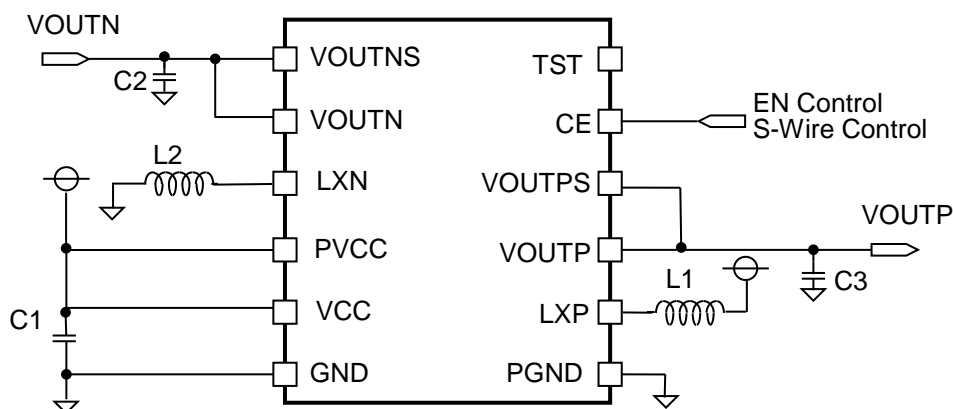 VOUTN
C2
VOUTNS
VOUTN
L2
LXN
PVCC
C1
VCC
GND
TST
CE
EN Control
S-Wire Control
VOUTPS
VOUTP
VOUTP
L1
C3
LXP
PGND